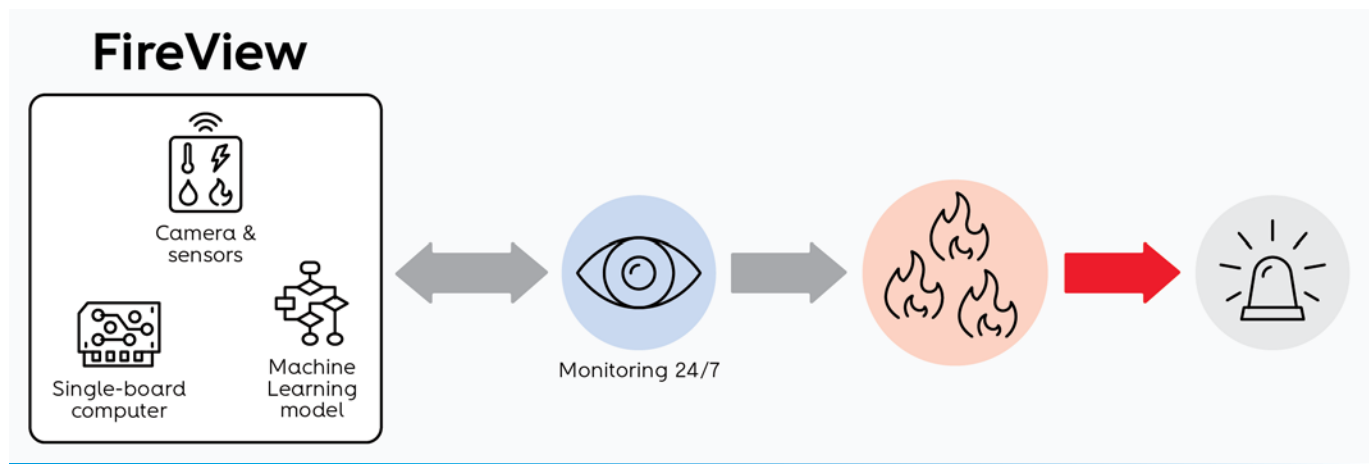 FireView
Camera &
sensors
Single-board
computer
Machine
Learning
model
Monitoring 24/7